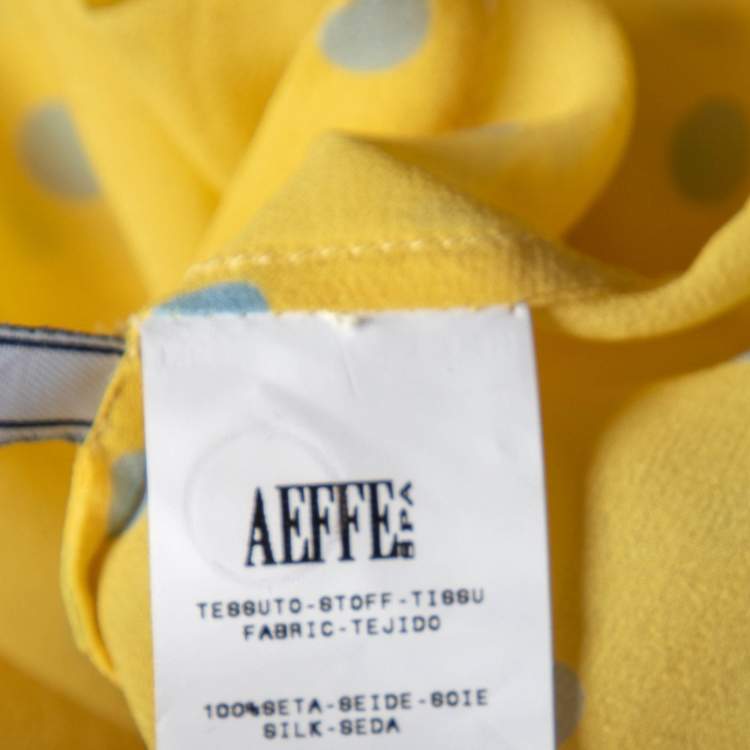 AEFFE SPA
TESSUTO-STOFF-TISSU
FABRIC-TEJIDO
100%SETA-SEIDE-SOIE
SILK-SEDA